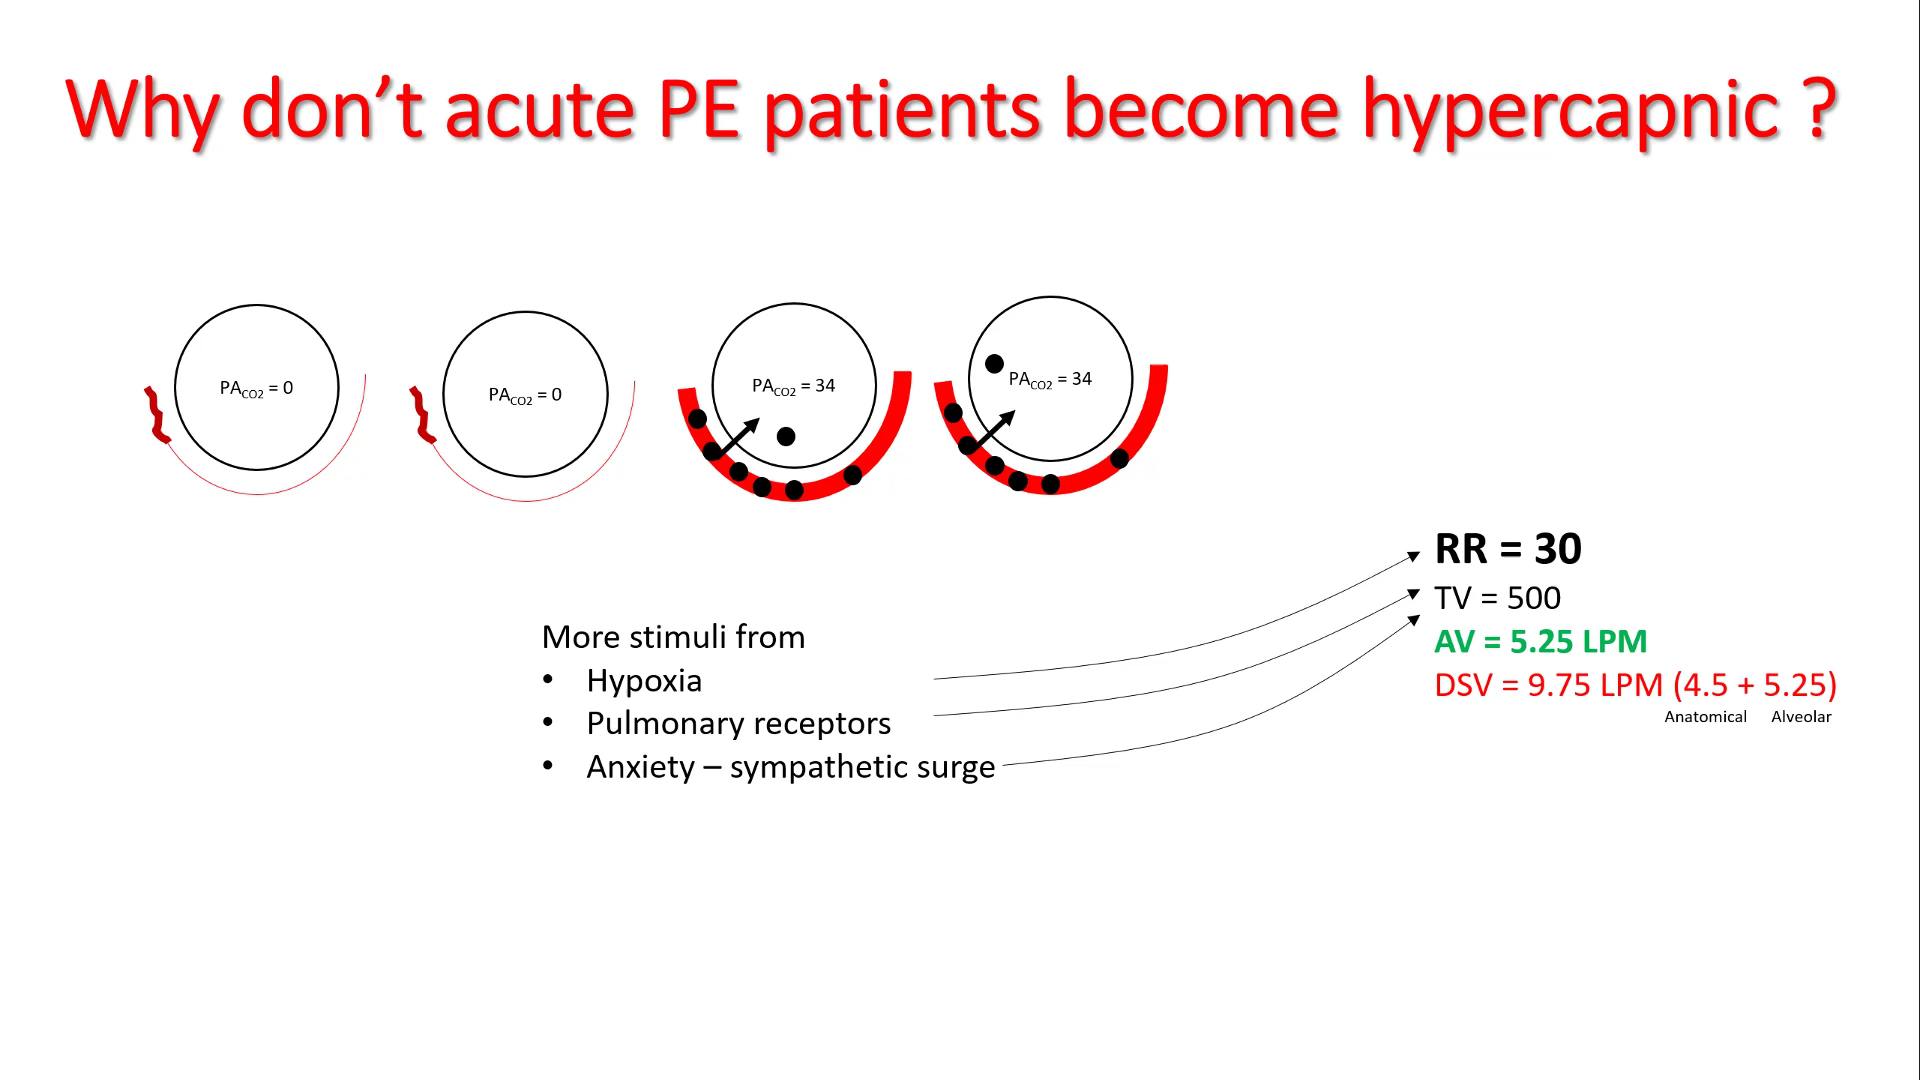 Why don’t acute PE patients become hypercapnic ?
PACO2 = 0
PACO2 = 0
PACO2 = 34
PACO2 = 34
RR = 30
TV = 500
AV = 5.25 LPM
DSV = 9.75 LPM (4.5 + 5.25)
Anatomical Alveolar
More stimuli from
• Hypoxia
• Pulmonary receptors
• Anxiety – sympathetic surge